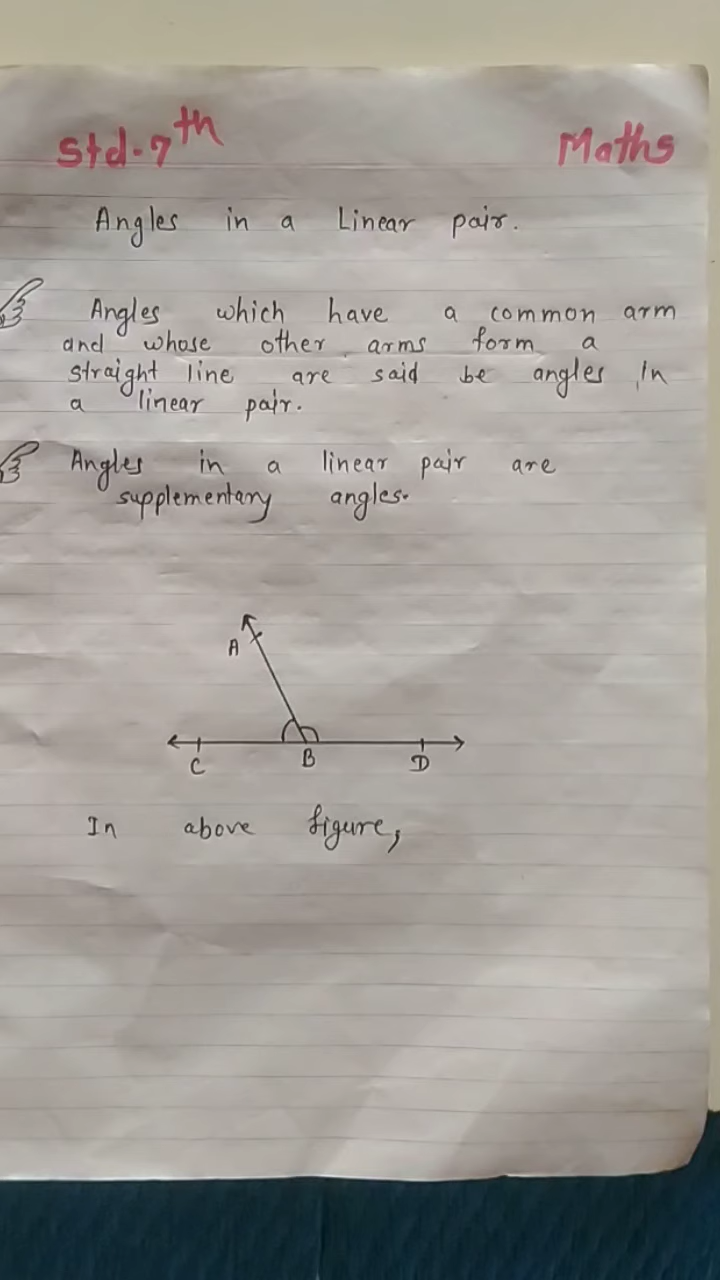 Std-7th Maths
Angles in a Linear pair.
Angles which have a common arm
and whose other arms form a
straight line are said be angles in
a linear pair.
Angles in a linear pair are
supplementary angles.
A
C B D
In above figure,